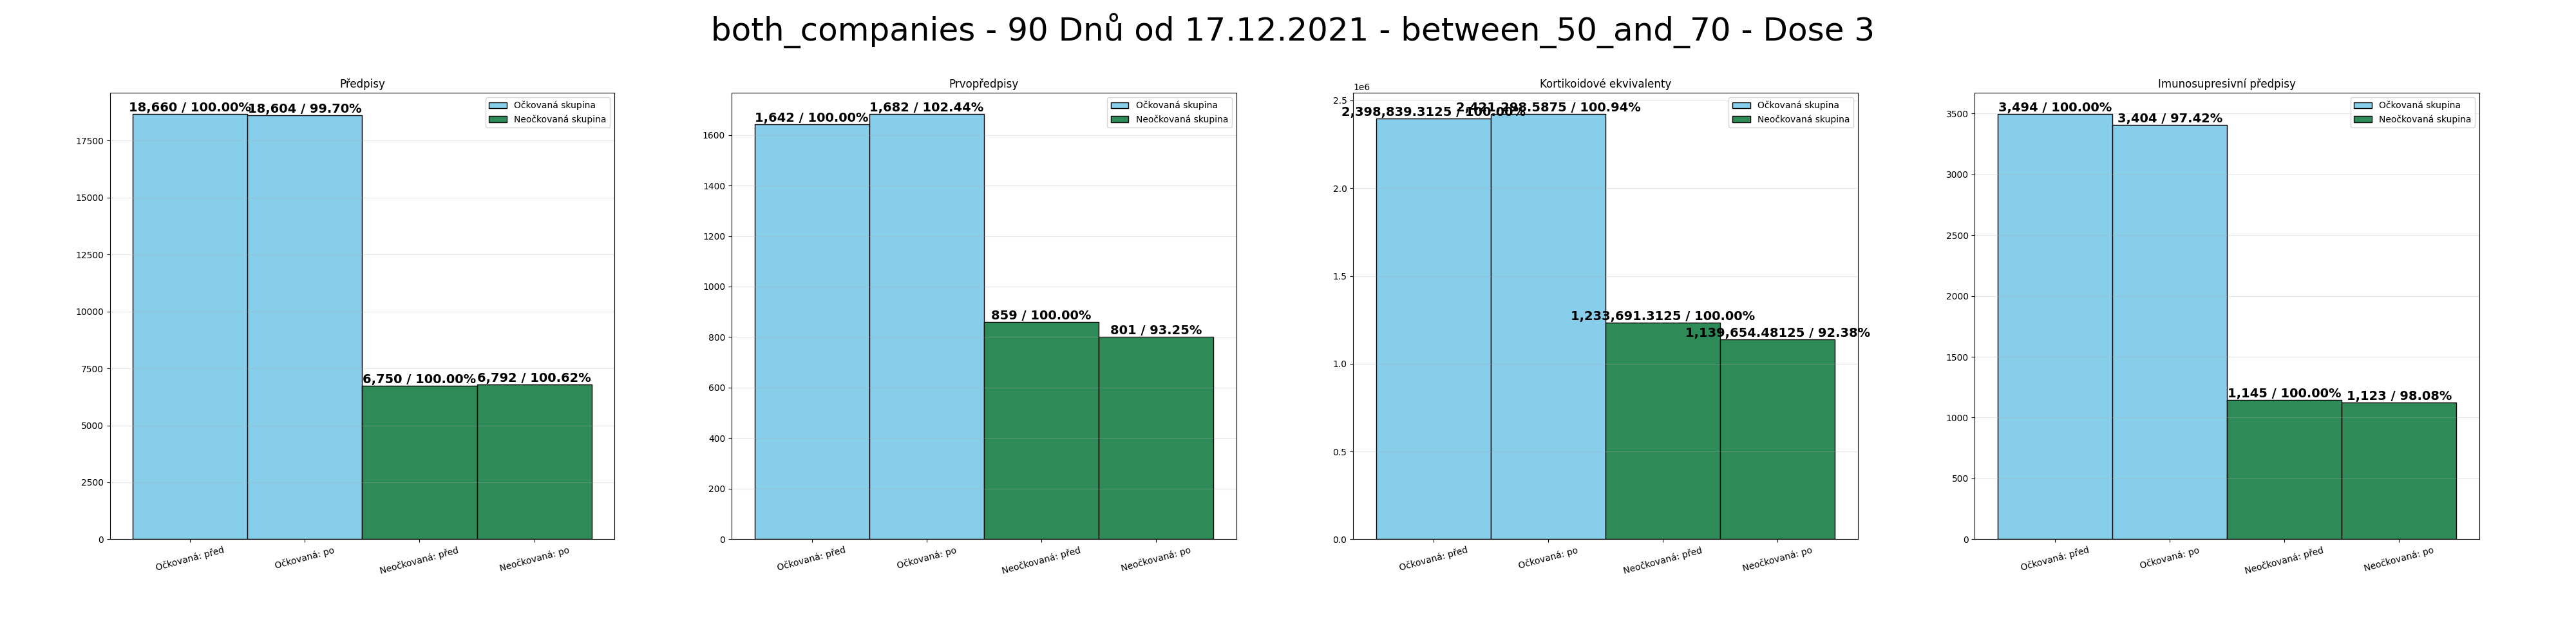 both_companies - 90 Dnů od 17.12.2021 - between_50_and_70 - Dose 3
Předpisy
18,660 / 100.00%
18,604 / 99.70%
6,750 / 100.00%
6,792 / 100.62%
Očkovaná skupina
Neočkovaná skupina
17500
15000
12500
10000
7500
5000
2500
0
Očkovaná: před
Očkovaná: po
Neočkovaná: před
Neočkovaná: po
Prvopředpisy
1,642 / 100.00%
1,682 / 102.44%
859 / 100.00%
801 / 93.25%
Očkovaná skupina
Neočkovaná skupina
1600
1400
1200
1000
800
600
400
200
0
Očkovaná: před
Očkovaná: po
Neočkovaná: před
Neočkovaná: po
Kortikoidové ekvivalenty
1e6
2,398,839.3125 / 100.00%
2,421,298.5875 / 100.94%
1,233,691.3125 / 100.00%
1,139,654.48125 / 92.38%
Očkovaná skupina
Neočkovaná skupina
2.5
2.0
1.5
1.0
0.5
0.0
Očkovaná: před
Očkovaná: po
Neočkovaná: před
Neočkovaná: po
Imunosupresivní předpisy
3,494 / 100.00%
3,404 / 97.42%
1,145 / 100.00%
1,123 / 98.08%
Očkovaná skupina
Neočkovaná skupina
3500
3000
2500
2000
1500
1000
500
0
Očkovaná: před
Očkovaná: po
Neočkovaná: před
Neočkovaná: po